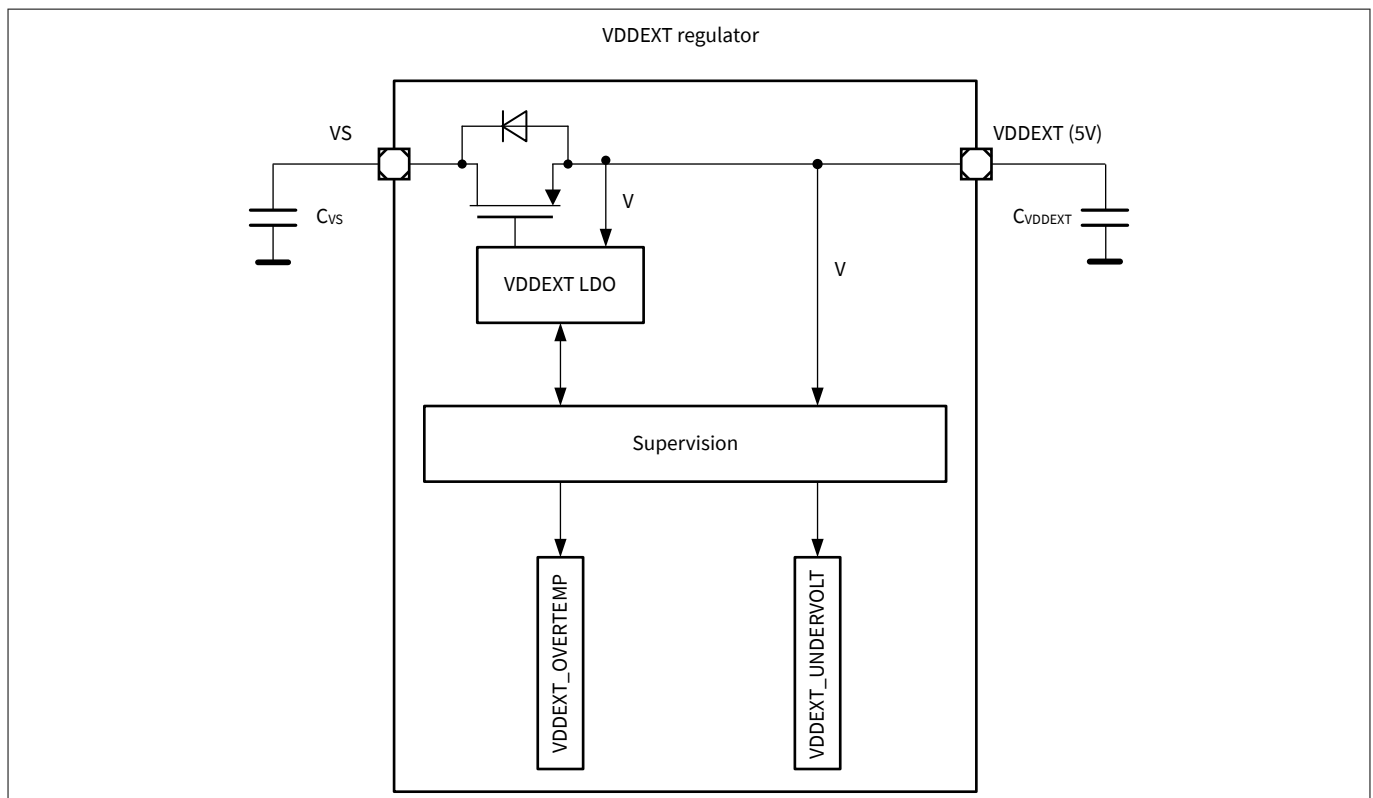 VDDEXT regulator
VS
VDDEXT (5V)
CVS
V
CVDDEXT
VDDEXT LDO
V
Supervision
VDDEXT_OVERTEMP
VDDEXT_UNDERVOLT